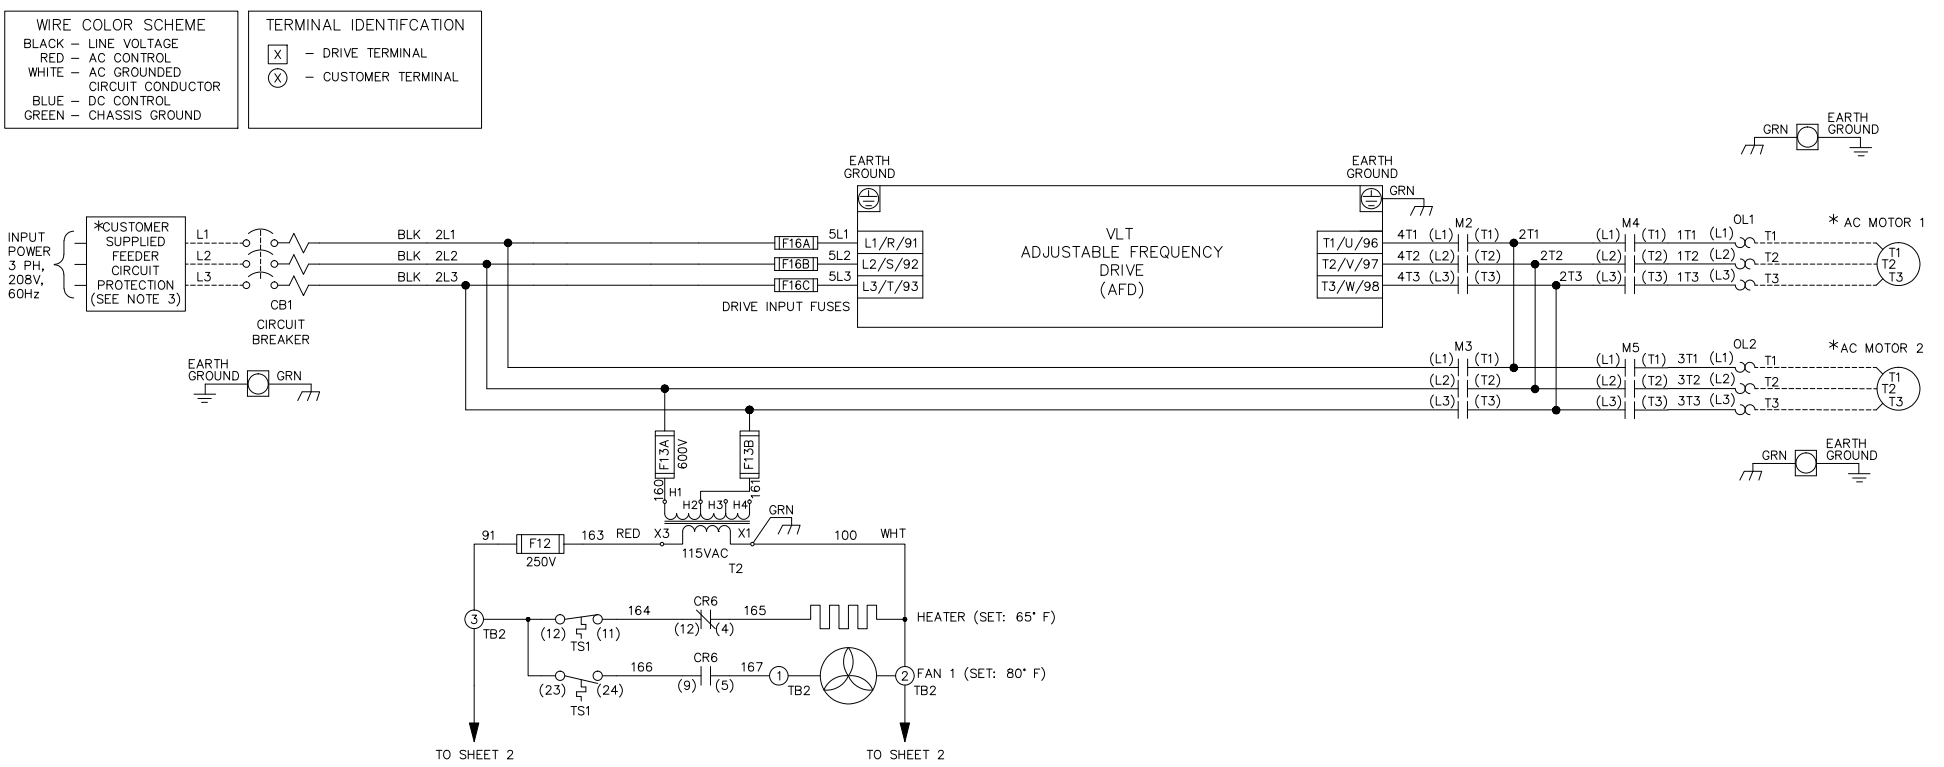 WIRE COLOR SCHEME
BLACK – LINE VOLTAGE
RED – AC CONTROL
WHITE – AC GROUNDED
CIRCUIT CONDUCTOR
BLUE – DC CONTROL
GREEN – CHASSIS GROUND
TERMINAL IDENTIFCATION
X – DRIVE TERMINAL
X – CUSTOMER TERMINAL
INPUT
POWER
3 PH,
208V,
60Hz
*CUSTOMER
SUPPLIED
FEEDER
CIRCUIT
PROTECTION
(SEE NOTE 3)
L1
L2
L3
CB1
CIRCUIT
BREAKER
EARTH
GROUND
GRN
BLK 2L1
BLK 2L2
BLK 2L3
F16A
F16B
F16C
5L1
5L2
5L3
DRIVE INPUT FUSES
EARTH
GROUND
L1/R/91
L2/S/92
L3/T/93
VLT
ADJUSTABLE FREQUENCY
DRIVE
(AFD)
EARTH
GROUND
GRN
T1/U/96
T2/V/97
T3/W/98
4T1 (L1) M2 (T1) 2T1 (L1) M4 (T1) 1T1 (L1) OL1 T1
4T2 (L2) (T2) 2T2 (L2) (T2) 1T2 (L2) T2
4T3 (L3) (T3) 2T3 (L3) (T3) 1T3 (L3) T3
* AC MOTOR 1
T1
T2
T3
GRN
EARTH
GROUND
(L1) M3 (T1) (L1) M5 (T1) 3T1 (L1) OL2 T1
(L2) (T2) (L2) (T2) 3T2 (L2) T2
(L3) (T3) (L3) (T3) 3T3 (L3) T3
* AC MOTOR 2
T1
T2
T3
GRN
EARTH
GROUND
F13A
600V
F13B
160
161
H1
H2 H3 H4
GRN
91
F12
250V
163 RED X3
X1
115VAC
T2
100 WHT
3
TB2
(12) (11)
TS1
164
CR6
(12) (4)
165
HEATER (SET: 65° F)
(23) (24)
TS1
166
CR6
(9) (5)
167
1
TB2
2
TB2
FAN 1 (SET: 80° F)
TO SHEET 2
TO SHEET 2